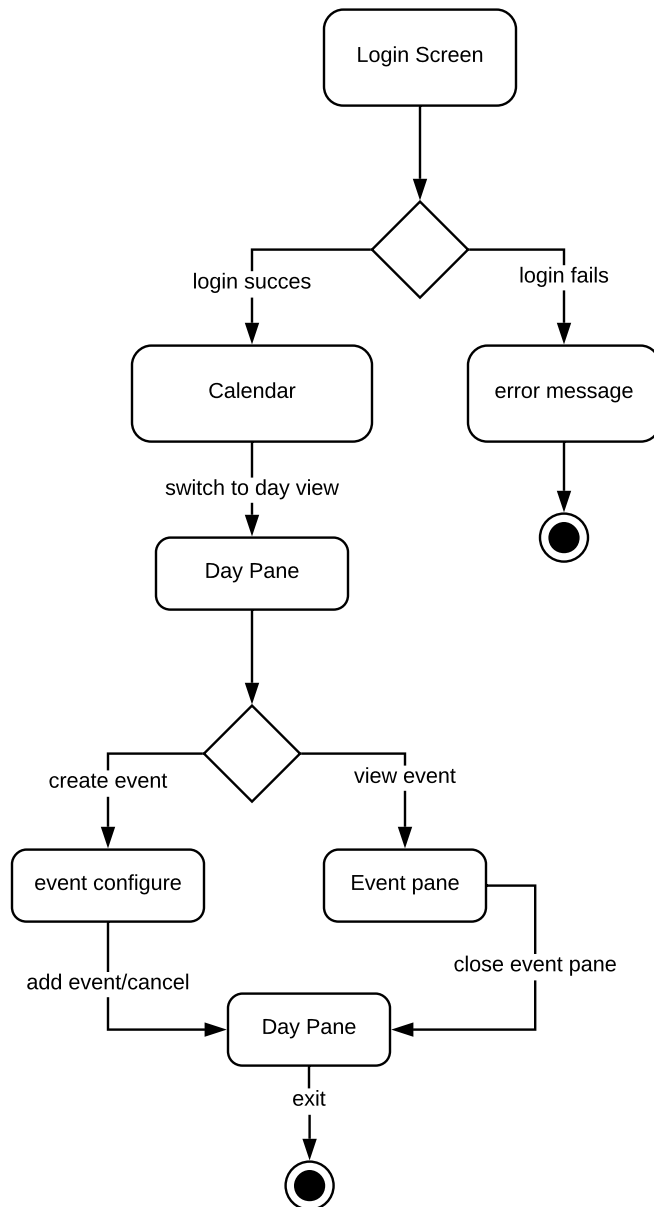 Login Screen
login succes
login fails
Calendar
error message
switch to day view
Day Pane
create event
view event
event configure
Event pane
close event pane
add event/cancel
Day Pane
exit